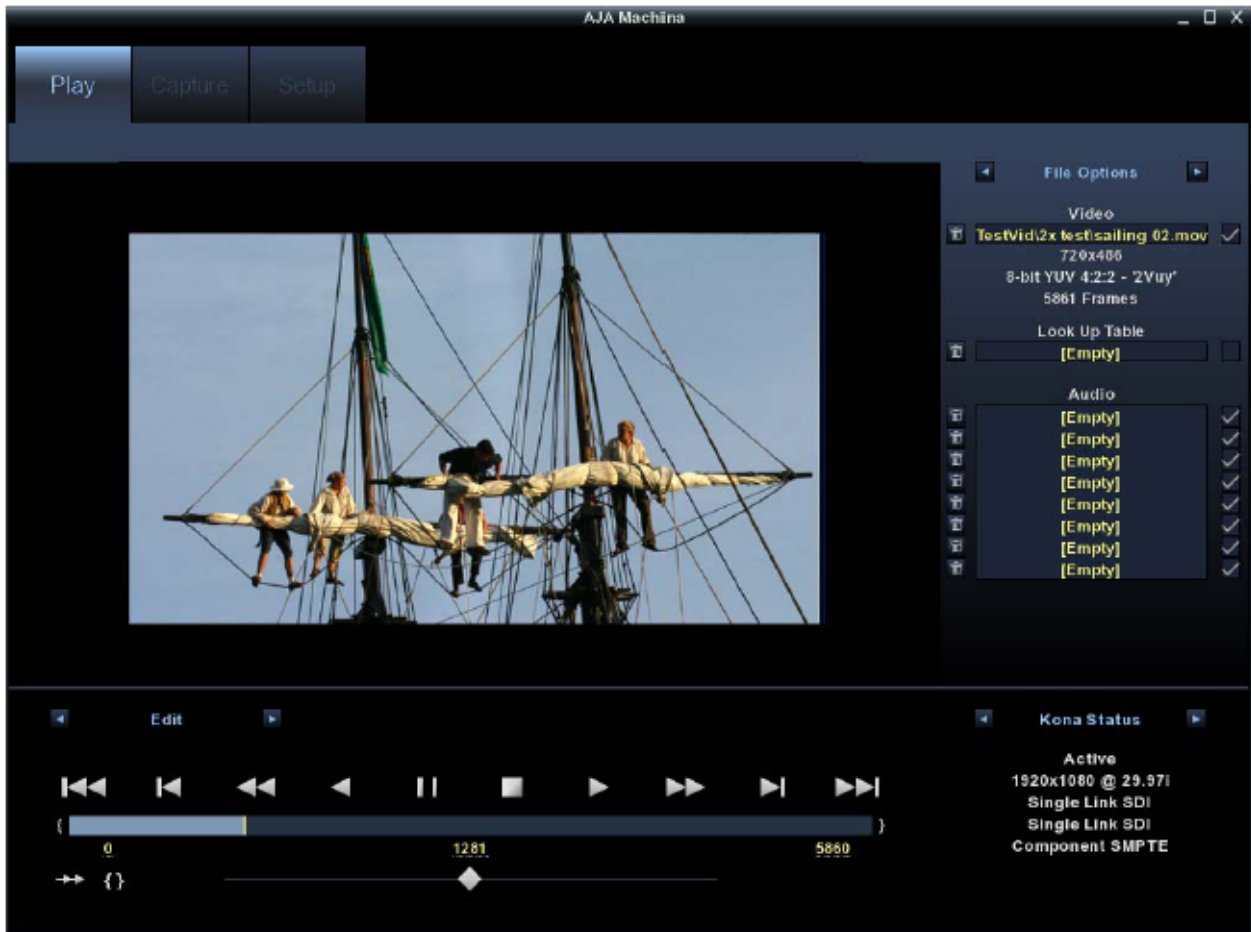 AJA Machina
Play
Capture
Setup
File Options
Video
TestVid\2x test\sailing 02.mov
720x486
8-bit YUV 4:2:2 - '2Vuy'
5861 Frames
Look Up Table
[Empty]
Audio
[Empty]
[Empty]
[Empty]
[Empty]
[Empty]
[Empty]
[Empty]
[Empty]
Edit
{ }
0 1281 5860
{}
Kona Status
Active
1920x1080 @ 29.97i
Single Link SDI
Single Link SDI
Component SMPTE